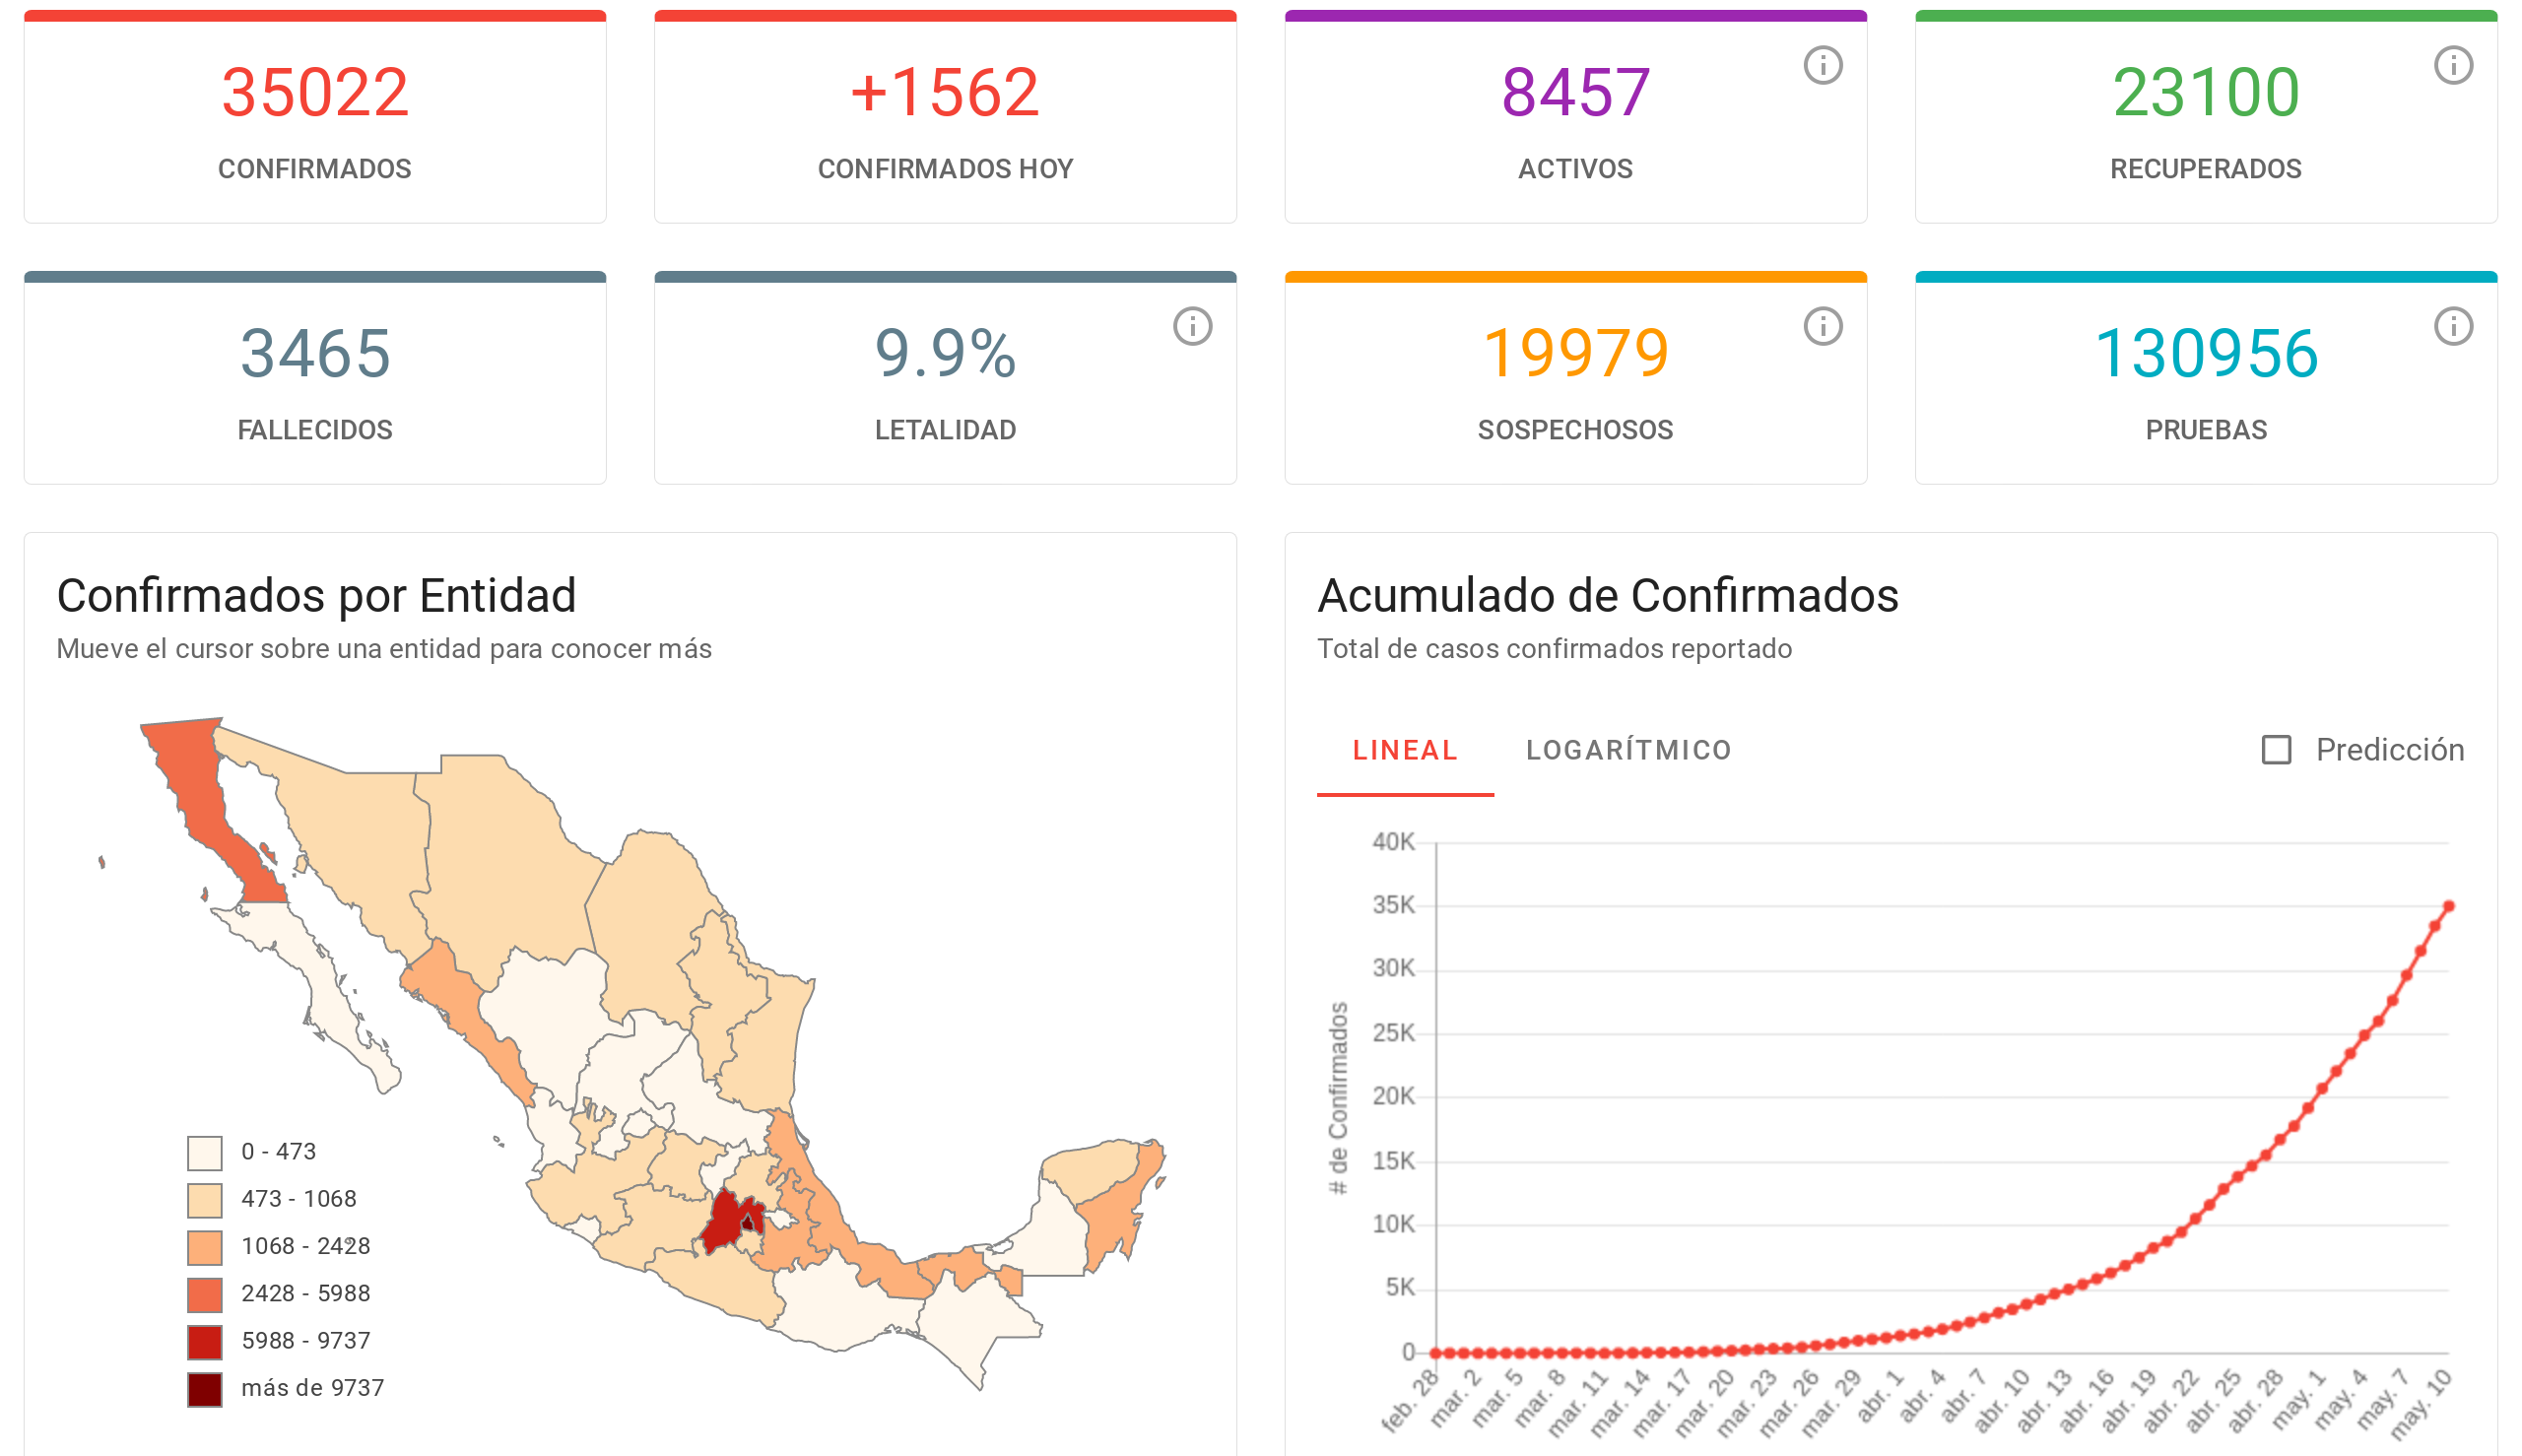 35022
CONFIRMADOS
+1562
CONFIRMADOS HOY
8457
ACTIVOS
23100
RECUPERADOS
3465
FALLECIDOS
9.9%
LETALIDAD
19979
SOSPECHOSOS
130956
PRUEBAS
Confirmados por Entidad
Mueve el cursor sobre una entidad para conocer más
0 - 473
473 - 1068
1068 - 2428
2428 - 5988
5988 - 9737
más de 9737
Acumulado de Confirmados
Total de casos confirmados reportado
LINEAL
LOGARÍTMICO
Predicción
# de Confirmados
40K
35K
30K
25K
20K
15K
10K
5K
0
feb. 28
mar. 2
mar. 5
mar. 8
mar. 11
mar. 14
mar. 17
mar. 20
mar. 23
mar. 26
mar. 29
abr. 1
abr. 4
abr. 7
abr. 10
abr. 13
abr. 16
abr. 19
abr. 22
abr. 25
abr. 28
may. 1
may. 4
may. 7
may. 10